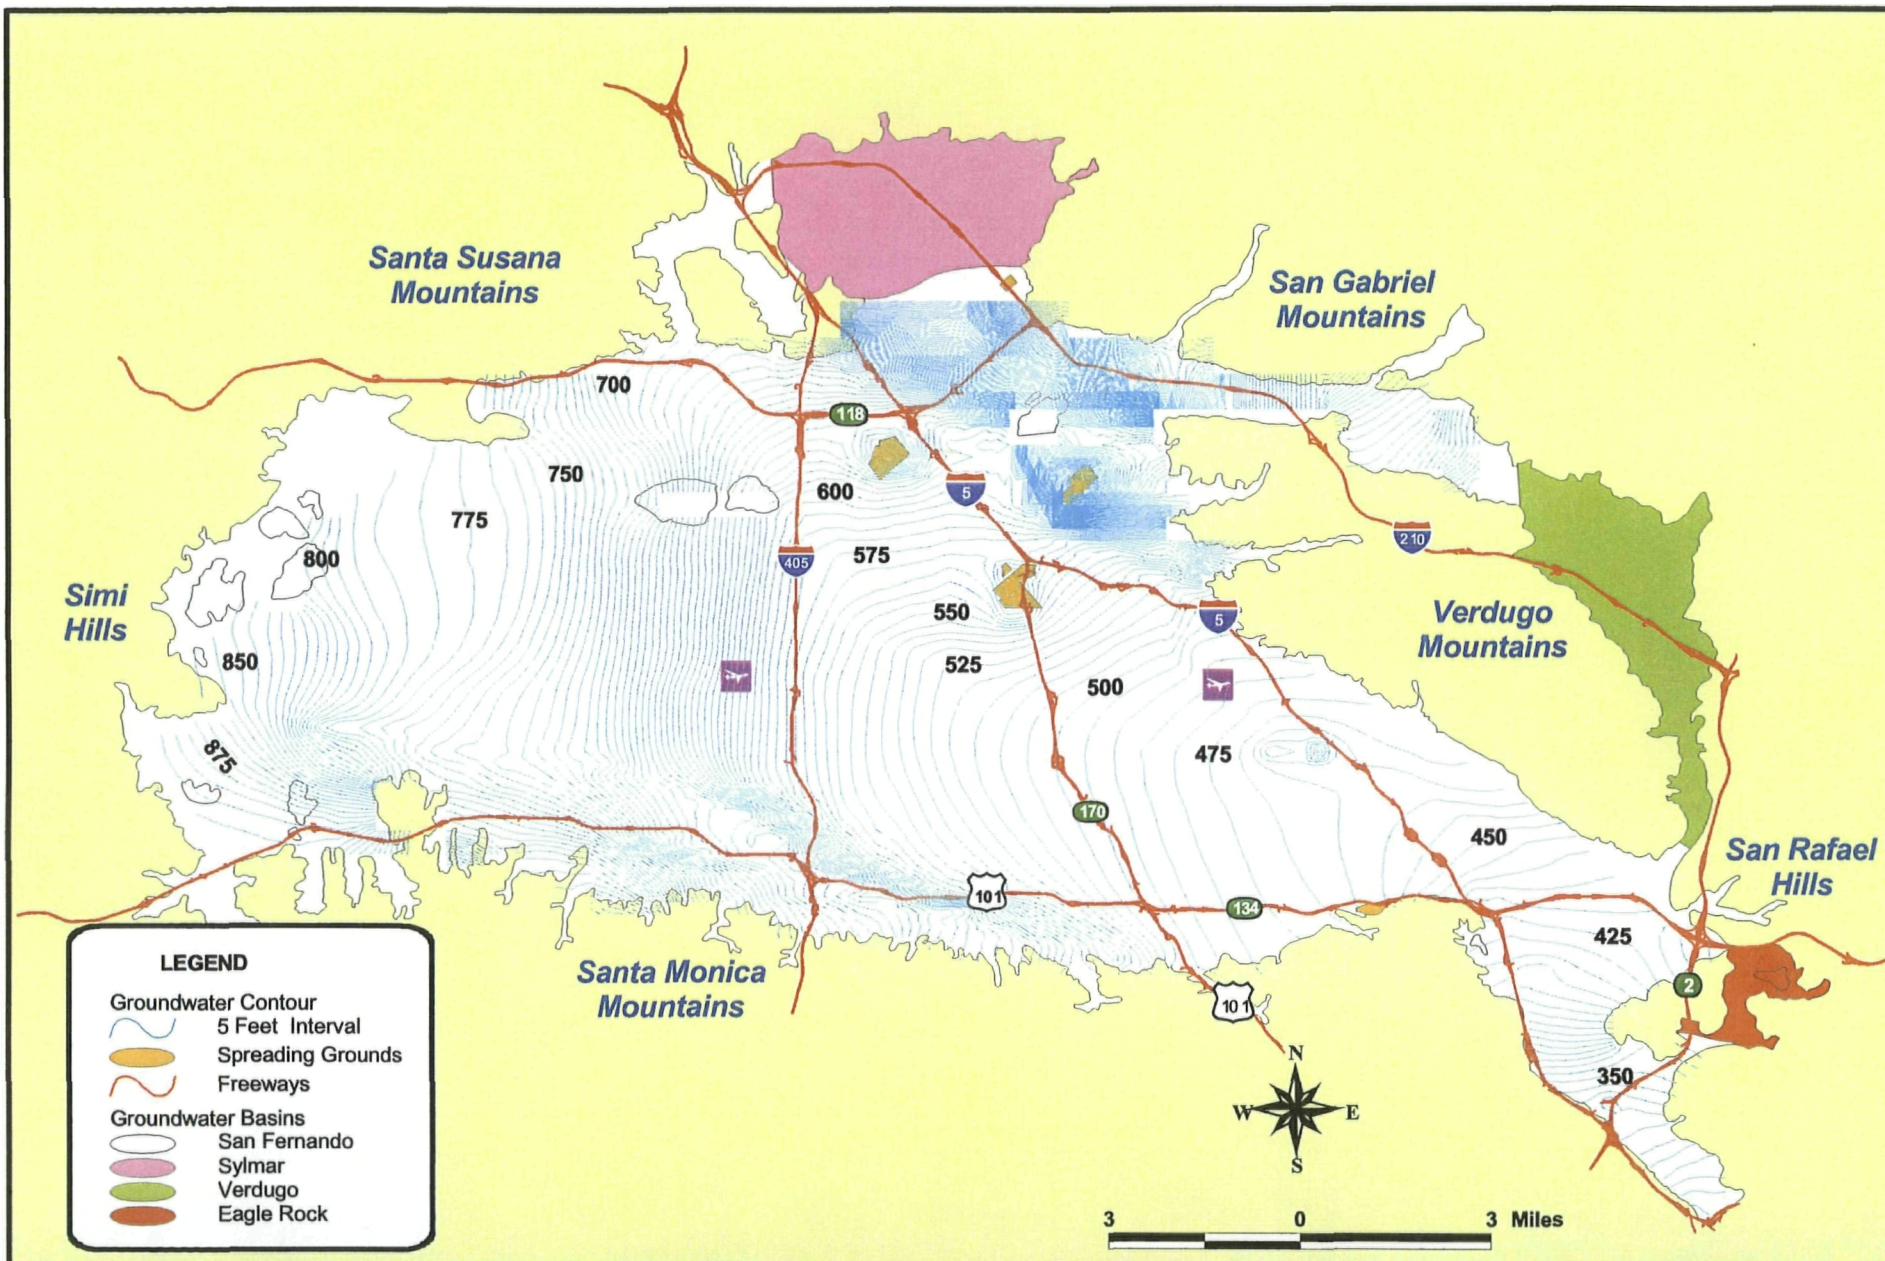 Santa Susana
Mountains
San Gabriel
Mountains
700
118
750
600
5
775
210
800
405
575
Simi
Hills
550
5
Verdugo
Mountains
850
525
500
875
475
170
450
San Rafael
Hills
101
134
425
Santa Monica
Mountains
2
101
350
N
W E
S
3 0 3 Miles
LEGEND
Groundwater Contour
5 Feet Interval
Spreading Grounds
Freeways
Groundwater Basins
San Fernando
Sylmar
Verdugo
Eagle Rock